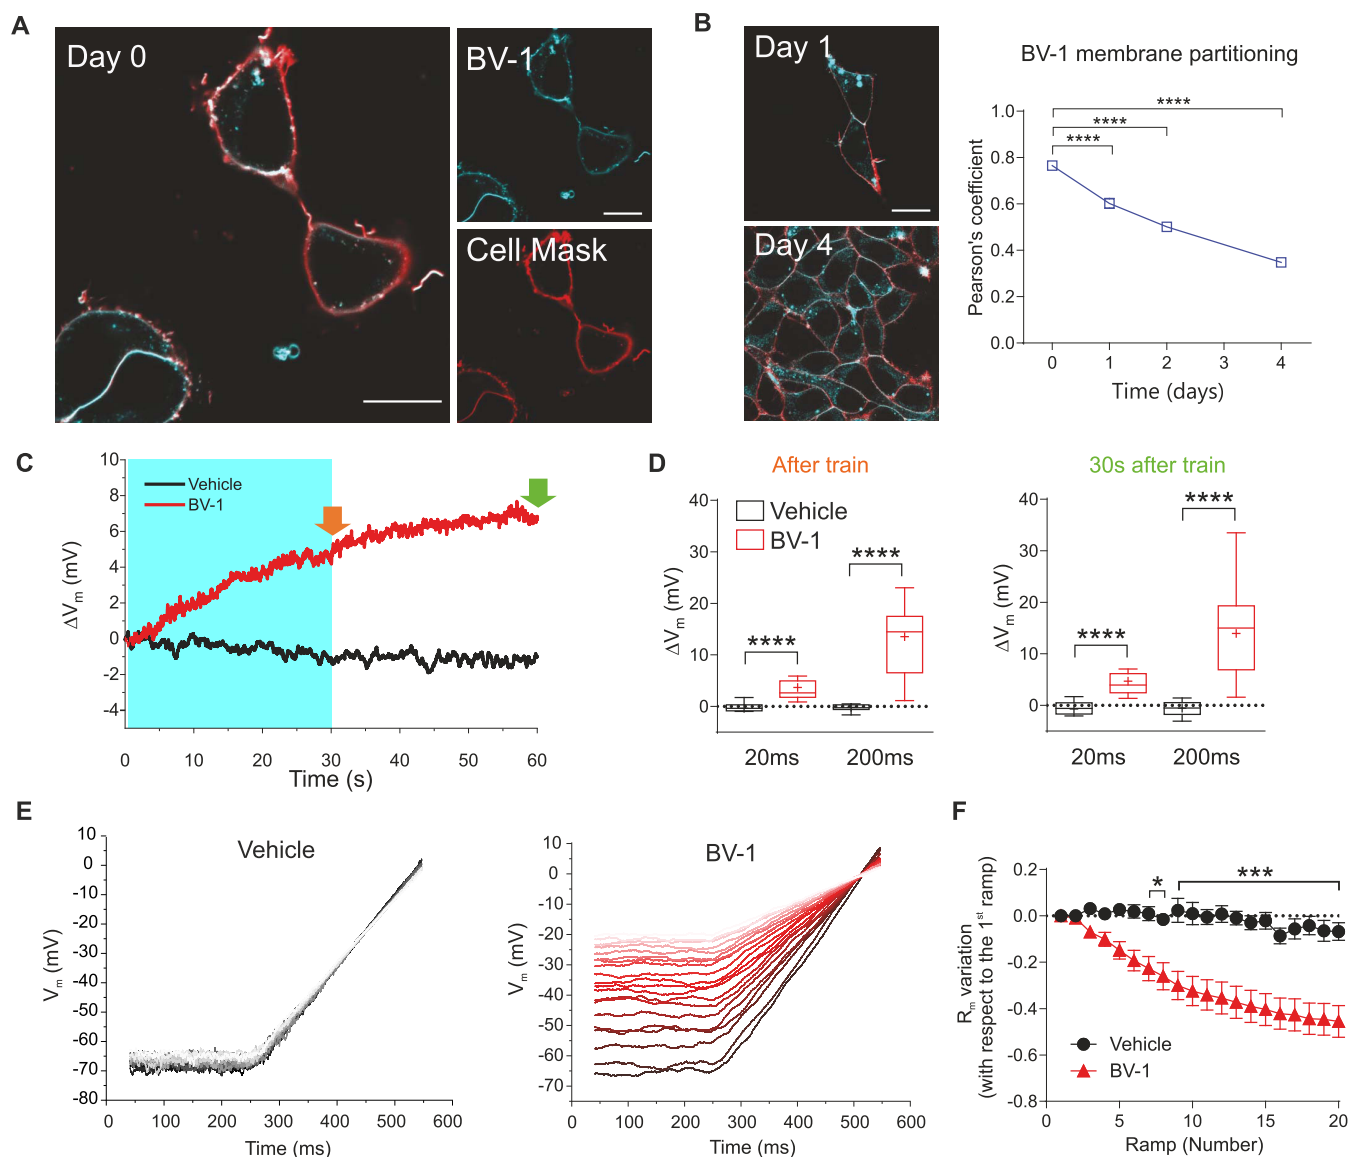 A
Day 0
BV-1
Cell Mask
B
Day 1
Day 4
BV-1 membrane partitioning
****
****
****
1.0
0.8
0.6
0.4
0.2
0.0
Pearson's coefficient
0 1 2 3 4
Time (days)
C
10
8
6
4
2
0
-2
-4
ΔVm (mV)
Vehicle
BV-1
0 10 20 30 40 50 60
Time (s)
D
After train
40
30
20
10
0
ΔVm (mV)
Vehicle
BV-1
****
****
20ms 200ms
30s after train
40
30
20
10
0
ΔVm (mV)
****
****
20ms 200ms
E
Vehicle
10
0
-10
-20
-30
-40
-50
-60
-70
-80
Vm (mV)
0 100 200 300 400 500 600
Time (ms)
BV-1
10
0
-10
-20
-30
-40
-50
-60
-70
Vm (mV)
0 100 200 300 400 500 600
Time (ms)
F
0.2
0.0
-0.2
-0.4
-0.6
-0.8
Rm variation
(with respect to the 1st ramp)
*
***
Vehicle
BV-1
0 5 10 15 20
Ramp (Number)